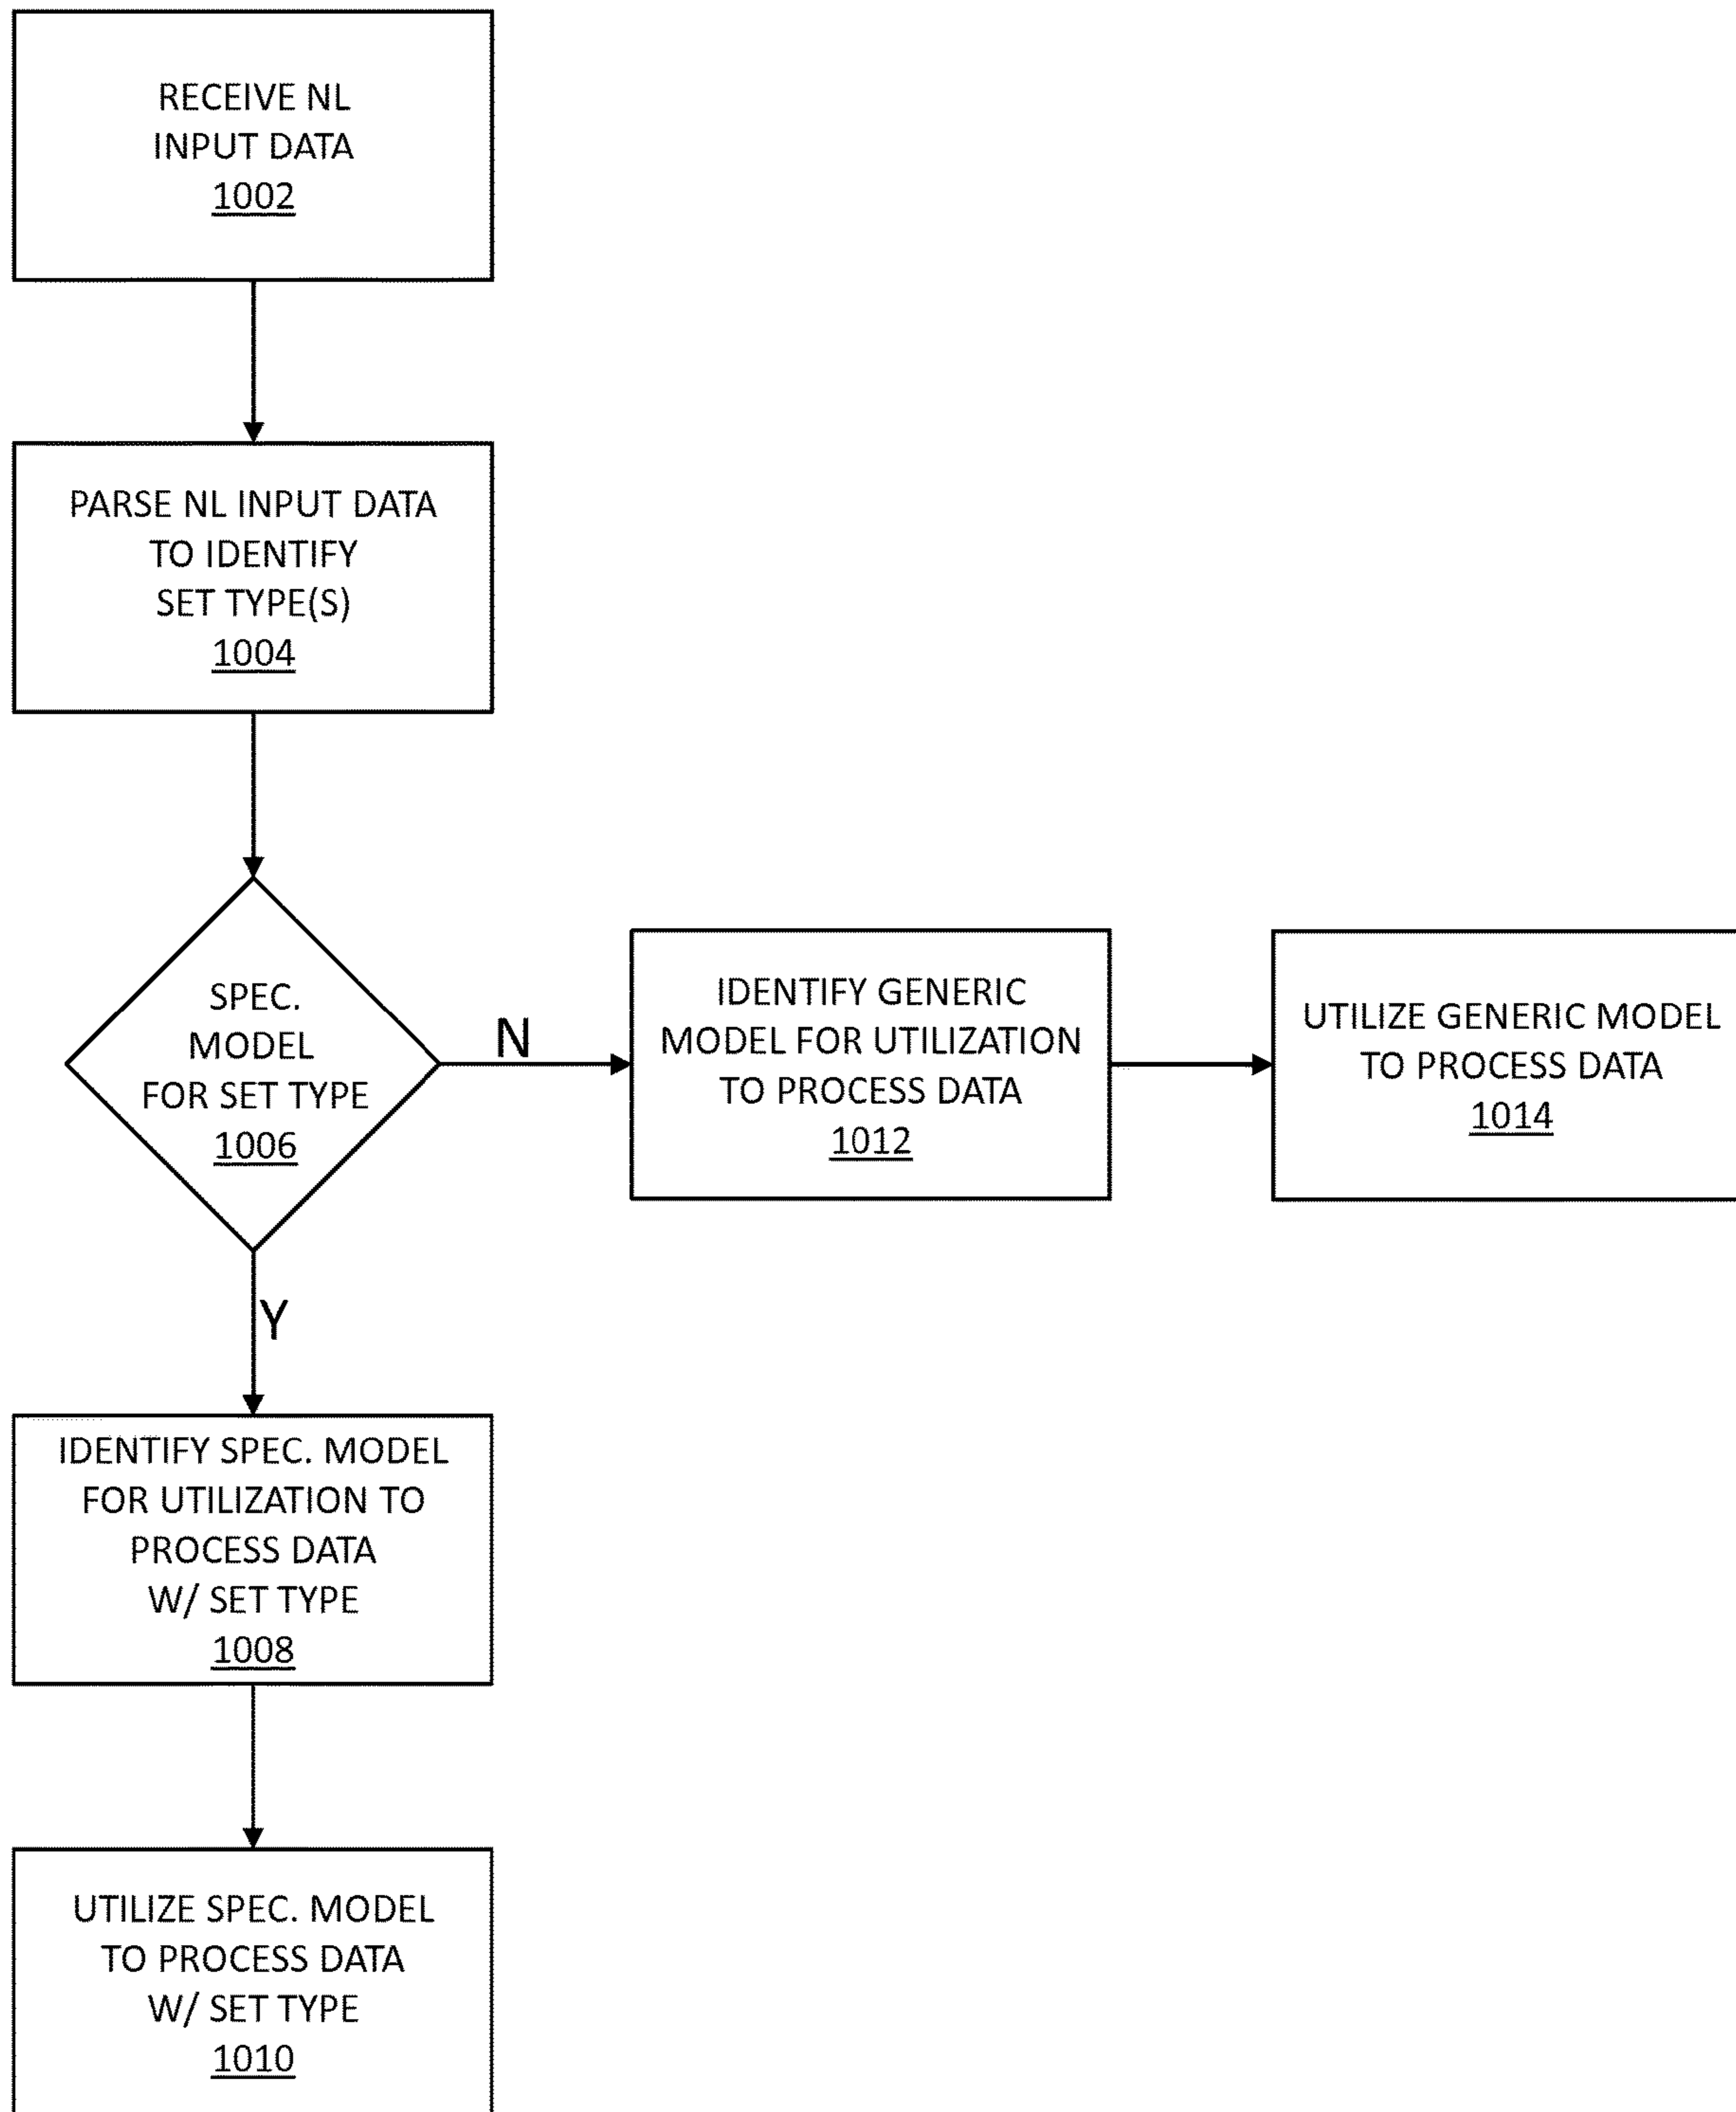 RECEIVE NL
INPUT DATA
1002
PARSE NL INPUT DATA
TO IDENTIFY
SET TYPE(S)
1004
SPEC.
MODEL
FOR SET TYPE
1006
N
IDENTIFY GENERIC
MODEL FOR UTILIZATION
TO PROCESS DATA
1012
UTILIZE GENERIC MODEL
TO PROCESS DATA
1014
Y
IDENTIFY SPEC. MODEL
FOR UTILIZATION TO
PROCESS DATA
W/ SET TYPE
1008
UTILIZE SPEC. MODEL
TO PROCESS DATA
W/ SET TYPE
1010